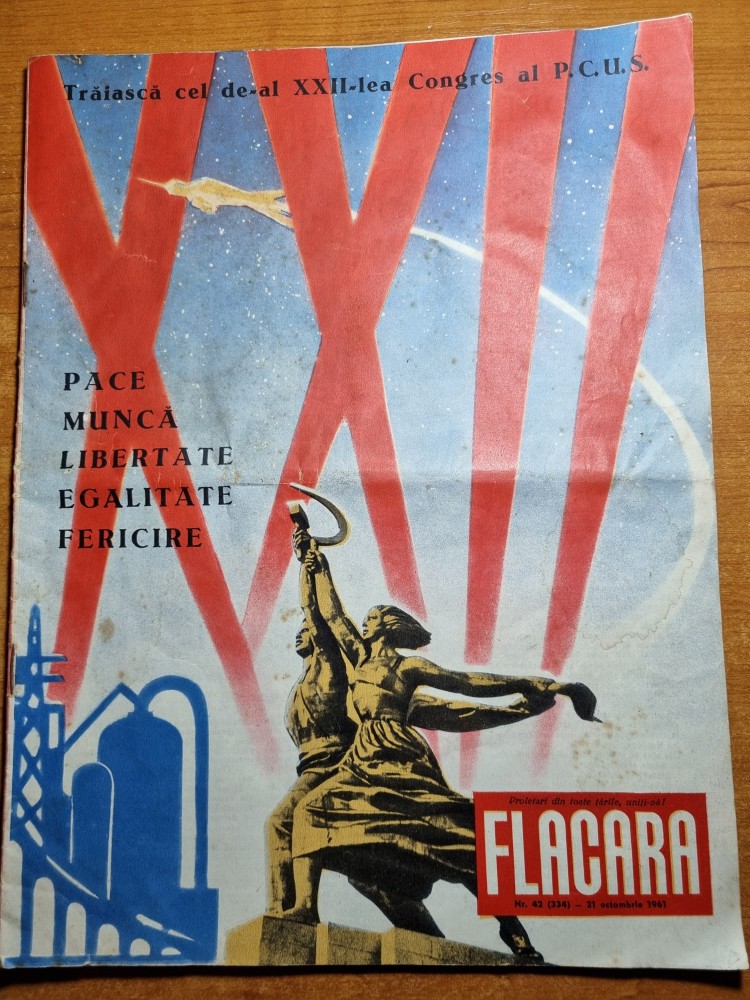 Trăiască cel de-al XXII-lea Congres al P.C.U.S.
XXII
PACE
MUNCĂ
LIBERTATE
EGALITATE
FERICIRE
Proletari din toate țările, uniți-vă!
FLACARA
Nr. 42 (334) — 21 octombrie 1961